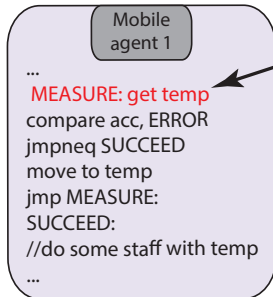 Mobile
agent 1
...
MEASURE: get temp
compare acc, ERROR
jmpneq SUCCEED
move to temp
jmp MEASURE:
SUCCEED:
//do some staff with temp
...